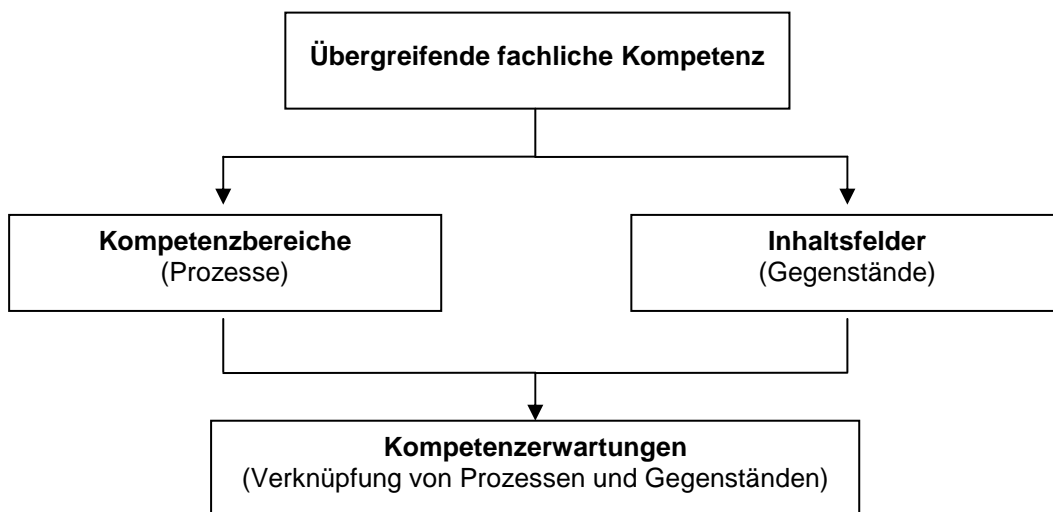 Übergreifende fachliche Kompetenz
Kompetenzbereiche
(Prozesse)
Inhaltsfelder
(Gegenstände)
Kompetenzerwartungen
(Verknüpfung von Prozessen und Gegenständen)